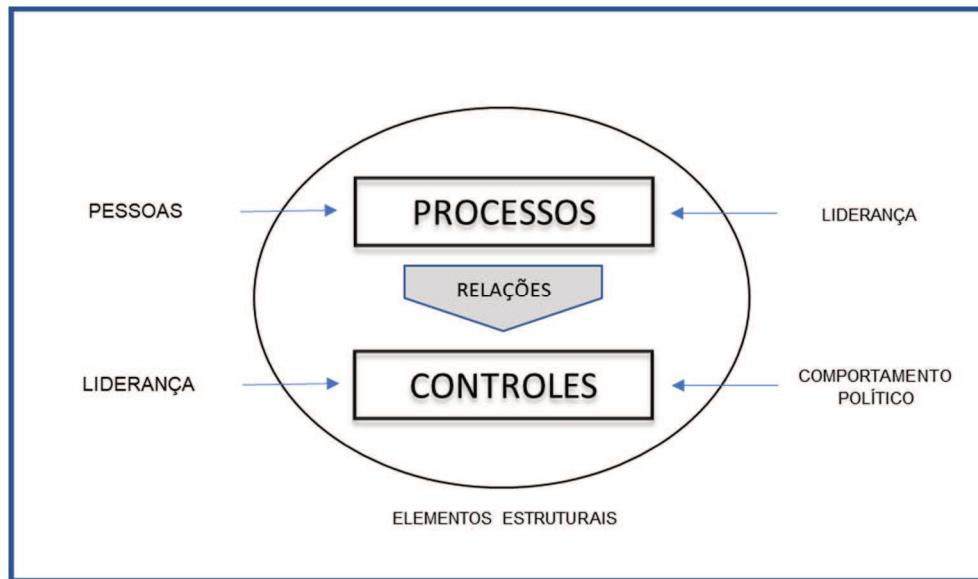 PROCESSOS
PESSOAS
LIDERANÇA
RELAÇÕES
CONTROLES
LIDERANÇA
COMPORTAMENTO
POLÍTICO
ELEMENTOS ESTRUTURAIS